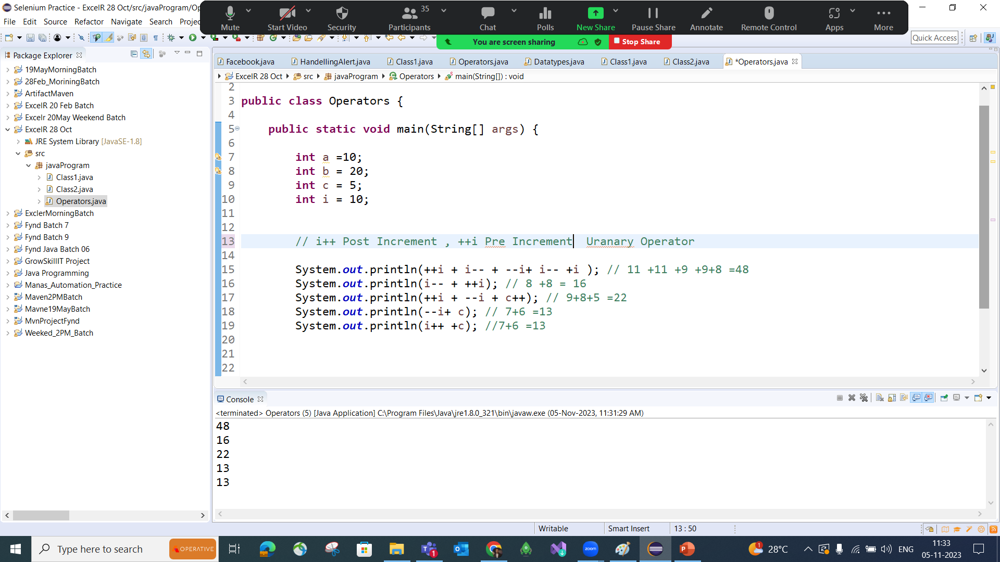 Selenium Practice - ExcelR 28 Oct/src/javaProgram/Op
File Edit Source Refactor Navigate Search Projec
Mute Start Video Security Participants 35 Chat Polls New Share Pause Share Annotate Remote Control Apps More
You are screen sharing Stop Share
Quick Access
Package Explorer
19MayMorningBatch
28Feb_MoriningBatch
ArtifactMaven
ExcelR 20 Feb Batch
Excelr 20May Weekend Batch
ExcelR 28 Oct
JRE System Library [JavaSE-1.8]
src
javaProgram
Class1.java
Class2.java
Operators.java
ExclerMorningBatch
Fynd Batch 7
Fynd Batch 9
Fynd Java Batch 06
GrowSkillIT Project
Java Programming
Manas_Automation_Practice
Maven2PMBatch
Mavne19MayBatch
MvnProjectFynd
Weeked_2PM_Batch
Facebook.java HandellingAlert.java Class1.java Operators.java Datatypes.java Class1.java Class2.java *Operators.java
ExcelR 28 Oct src javaProgram Operators main(String[]) : void
2
3 public class Operators {
4
5 public static void main(String[] args) {
6
7 int a =10;
8 int b = 20;
9 int c = 5;
10 int i = 10;
11
12
13 // i++ Post Increment , ++i Pre Increment Uranary Operator
14
15 System.out.println(++i + i-- + --i+ i-- +i ); // 11 +11 +9 +9+8 =48
16 System.out.println(i-- + ++i); // 8 +8 = 16
17 System.out.println(++i + --i + c++); // 9+8+5 =22
18 System.out.println(--i+ c); // 7+6 =13
19 System.out.println(i++ +c); //7+6 =13
20
21
22
Console
<terminated> Operators (5) [Java Application] C:\Program Files\Java\jre1.8.0_321\bin\javaw.exe (05-Nov-2023, 11:31:29 AM)
48
16
22
13
13
Writable Smart Insert 13 : 50
Type here to search
OPERATIVE
1
zoom
1
28°C
ENG
11:33
05-11-2023